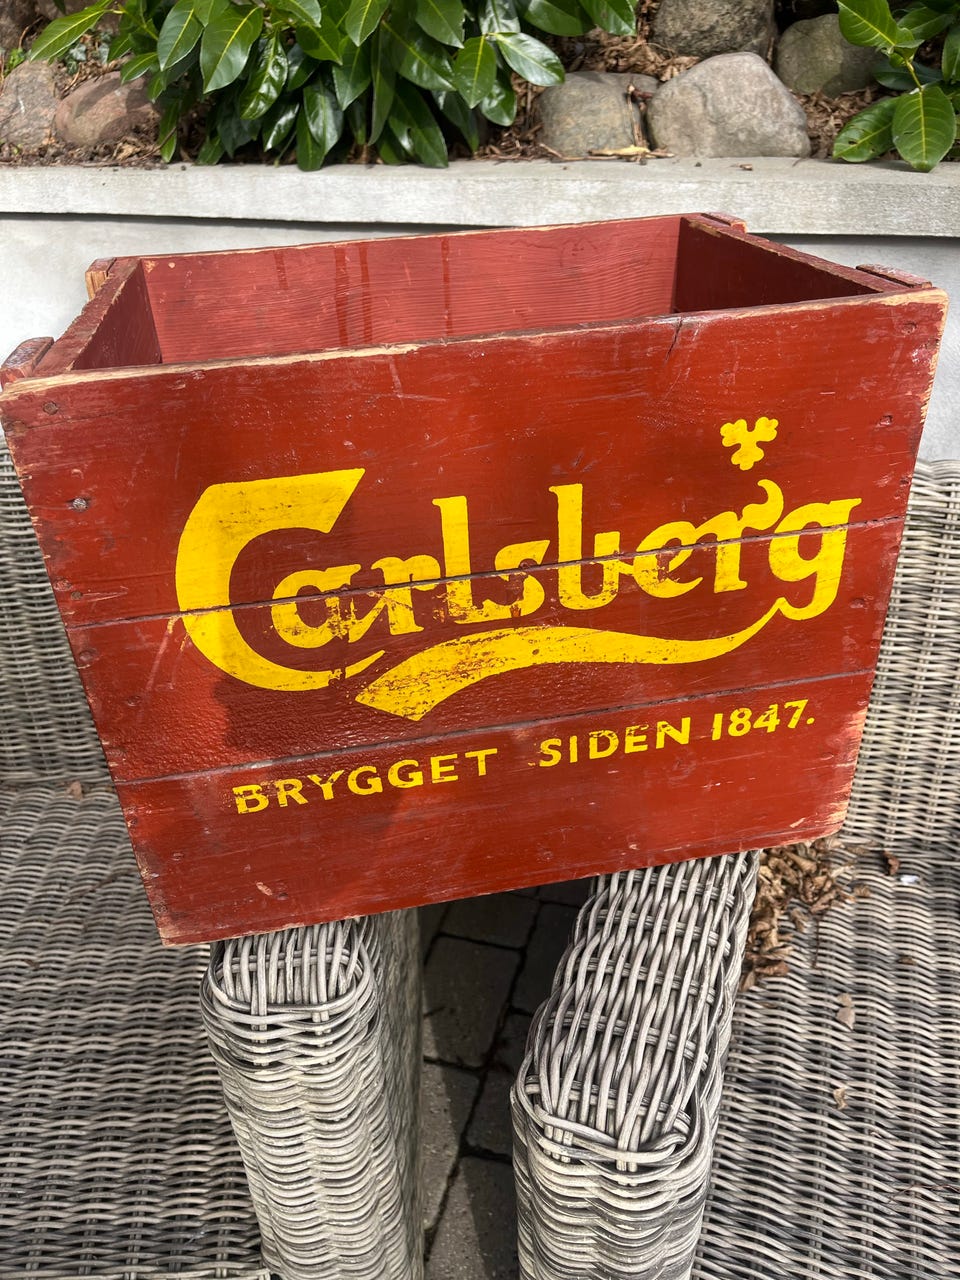 Carlsberg
BRYGGET SIDEN 1847.